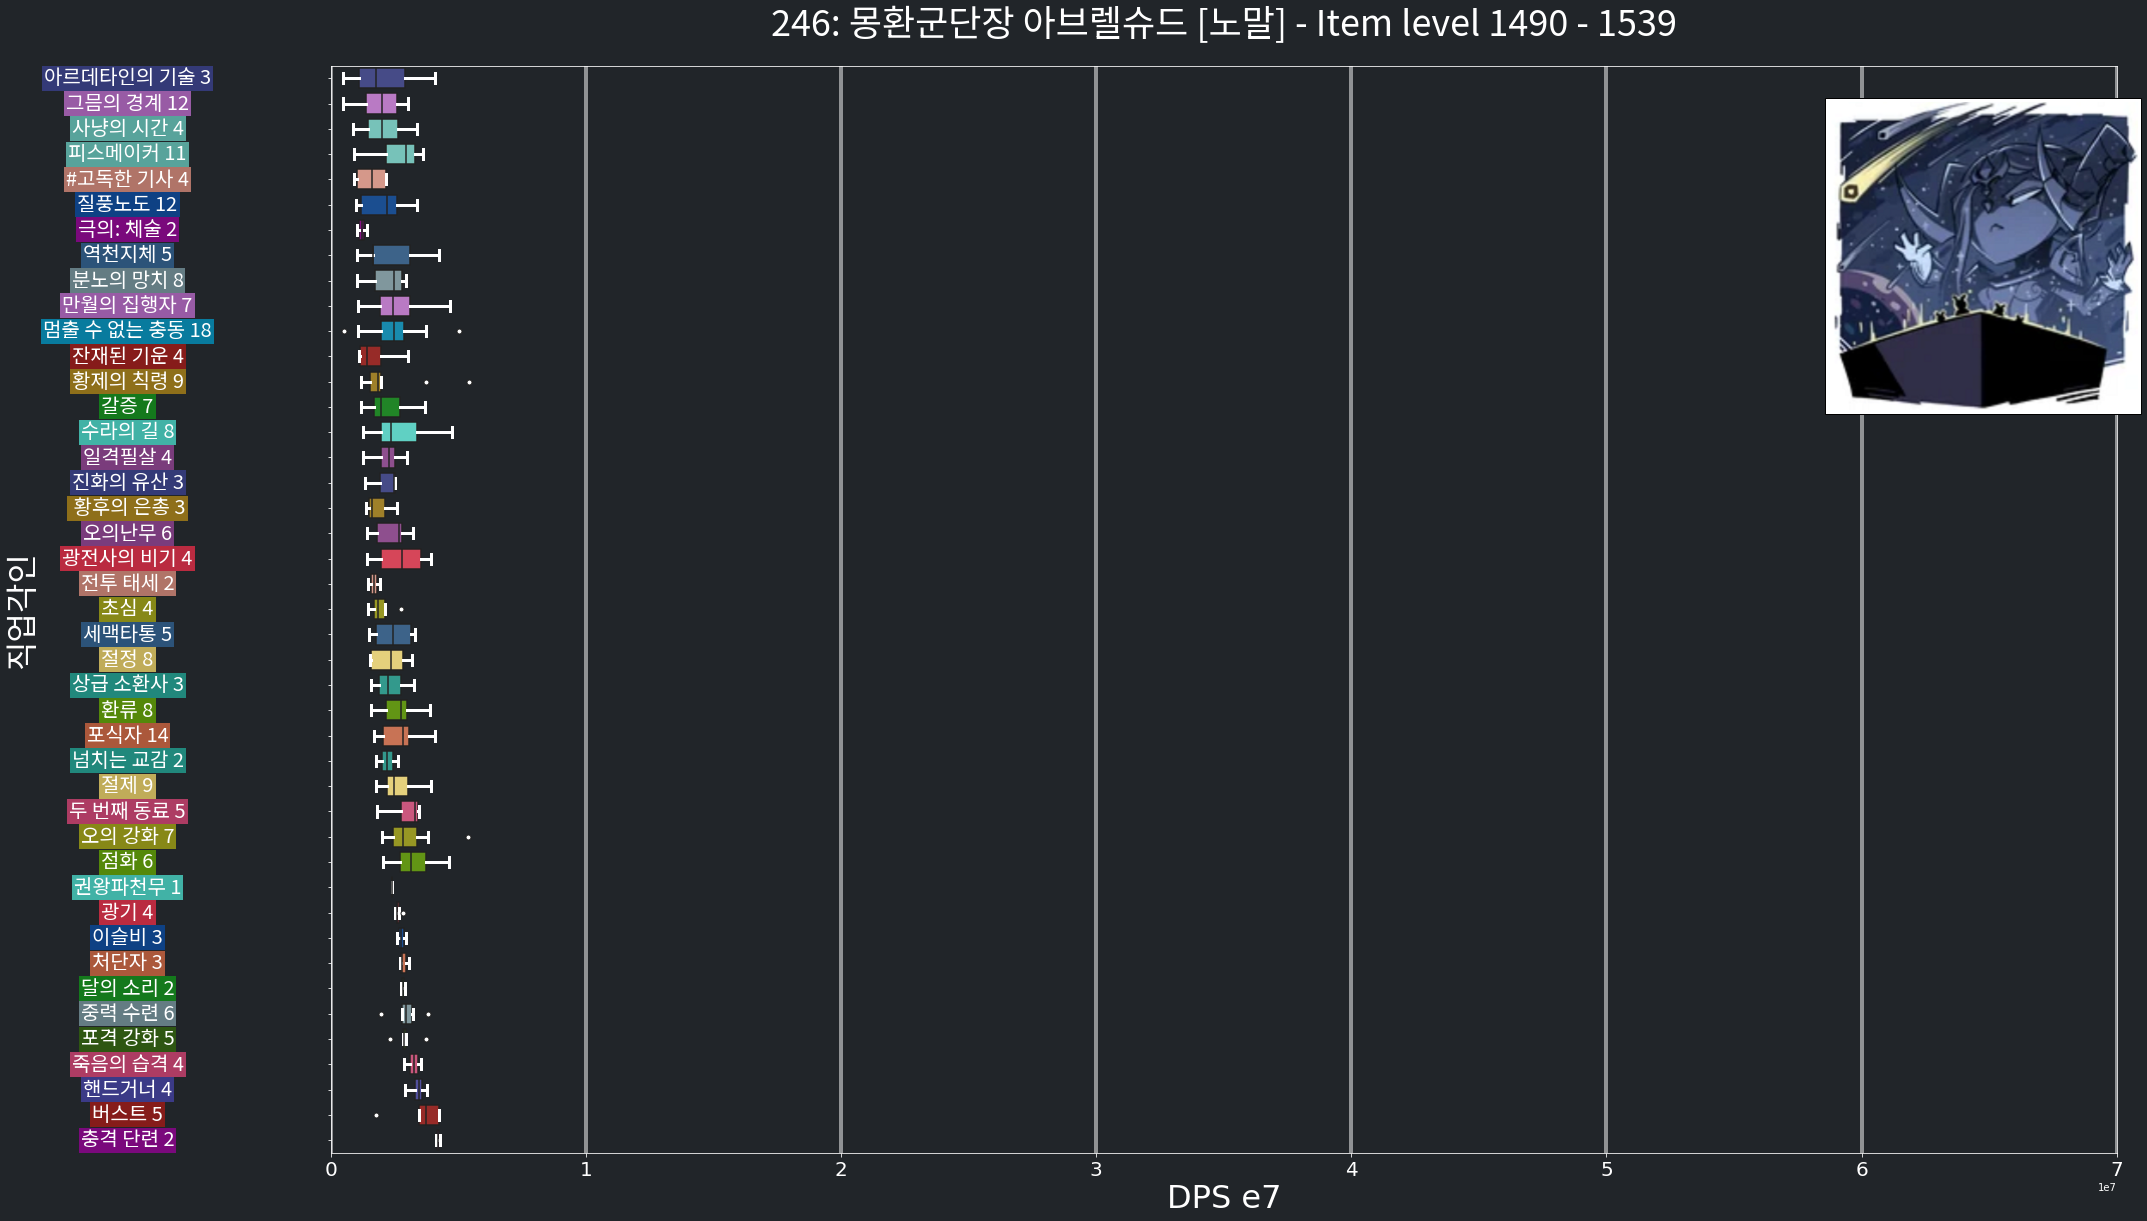 246: 몽환군단장 아브렐슈드 [노말] - Item level 1490 - 1539
아르데타인의 기술 3
그믐의 경계 12
사냥의 시간 4
피스메이커 11
#고독한 기사 4
질풍노도 12
극의: 체술 2
역천지체 5
분노의 망치 8
만월의 집행자 7
멈출 수 없는 충동 18
잔재된 기운 4
황제의 칙령 9
갈증 7
수라의 길 8
일격필살 4
진화의 유산 3
황후의 은총 3
오의난무 6
광전사의 비기 4
전투 태세 2
초심 4
세맥타통 5
절정 8
상급 소환사 3
환류 8
포식자 14
넘치는 교감 2
절제 9
두 번째 동료 5
오의 강화 7
점화 6
권왕파천무 1
광기 4
이슬비 3
처단자 3
달의 소리 2
중력 수련 6
포격 강화 5
죽음의 습격 4
핸드거너 4
버스트 5
충격 단련 2
직업각인
0 1 2 3 4 5 6 7
1e7
DPS e7